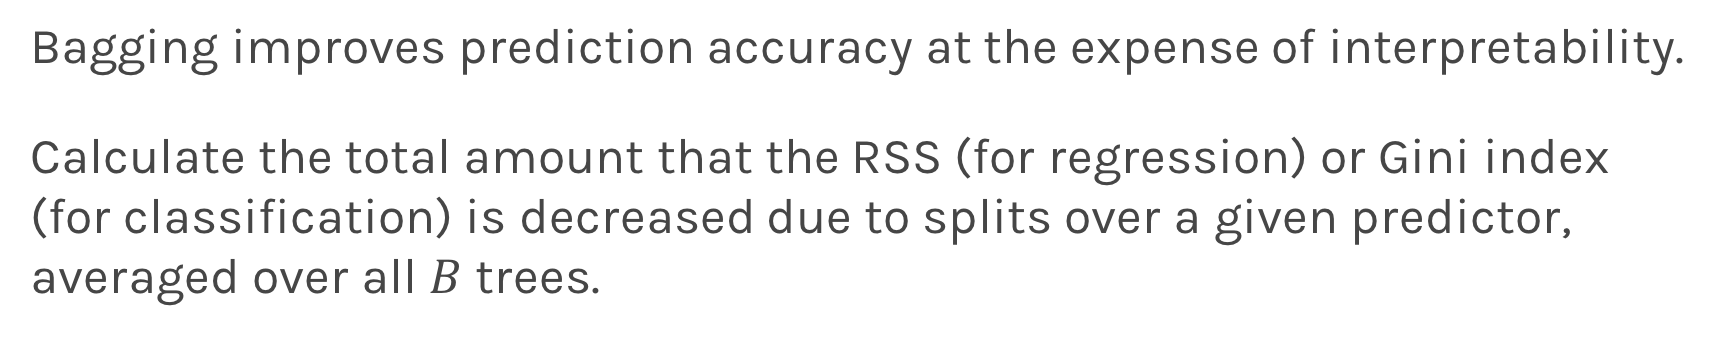 Bagging improves prediction accuracy at the expense of interpretability.
Calculate the total amount that the RSS (for regression) or Gini index
(for classification) is decreased due to splits over a given predictor,
averaged over all B trees.